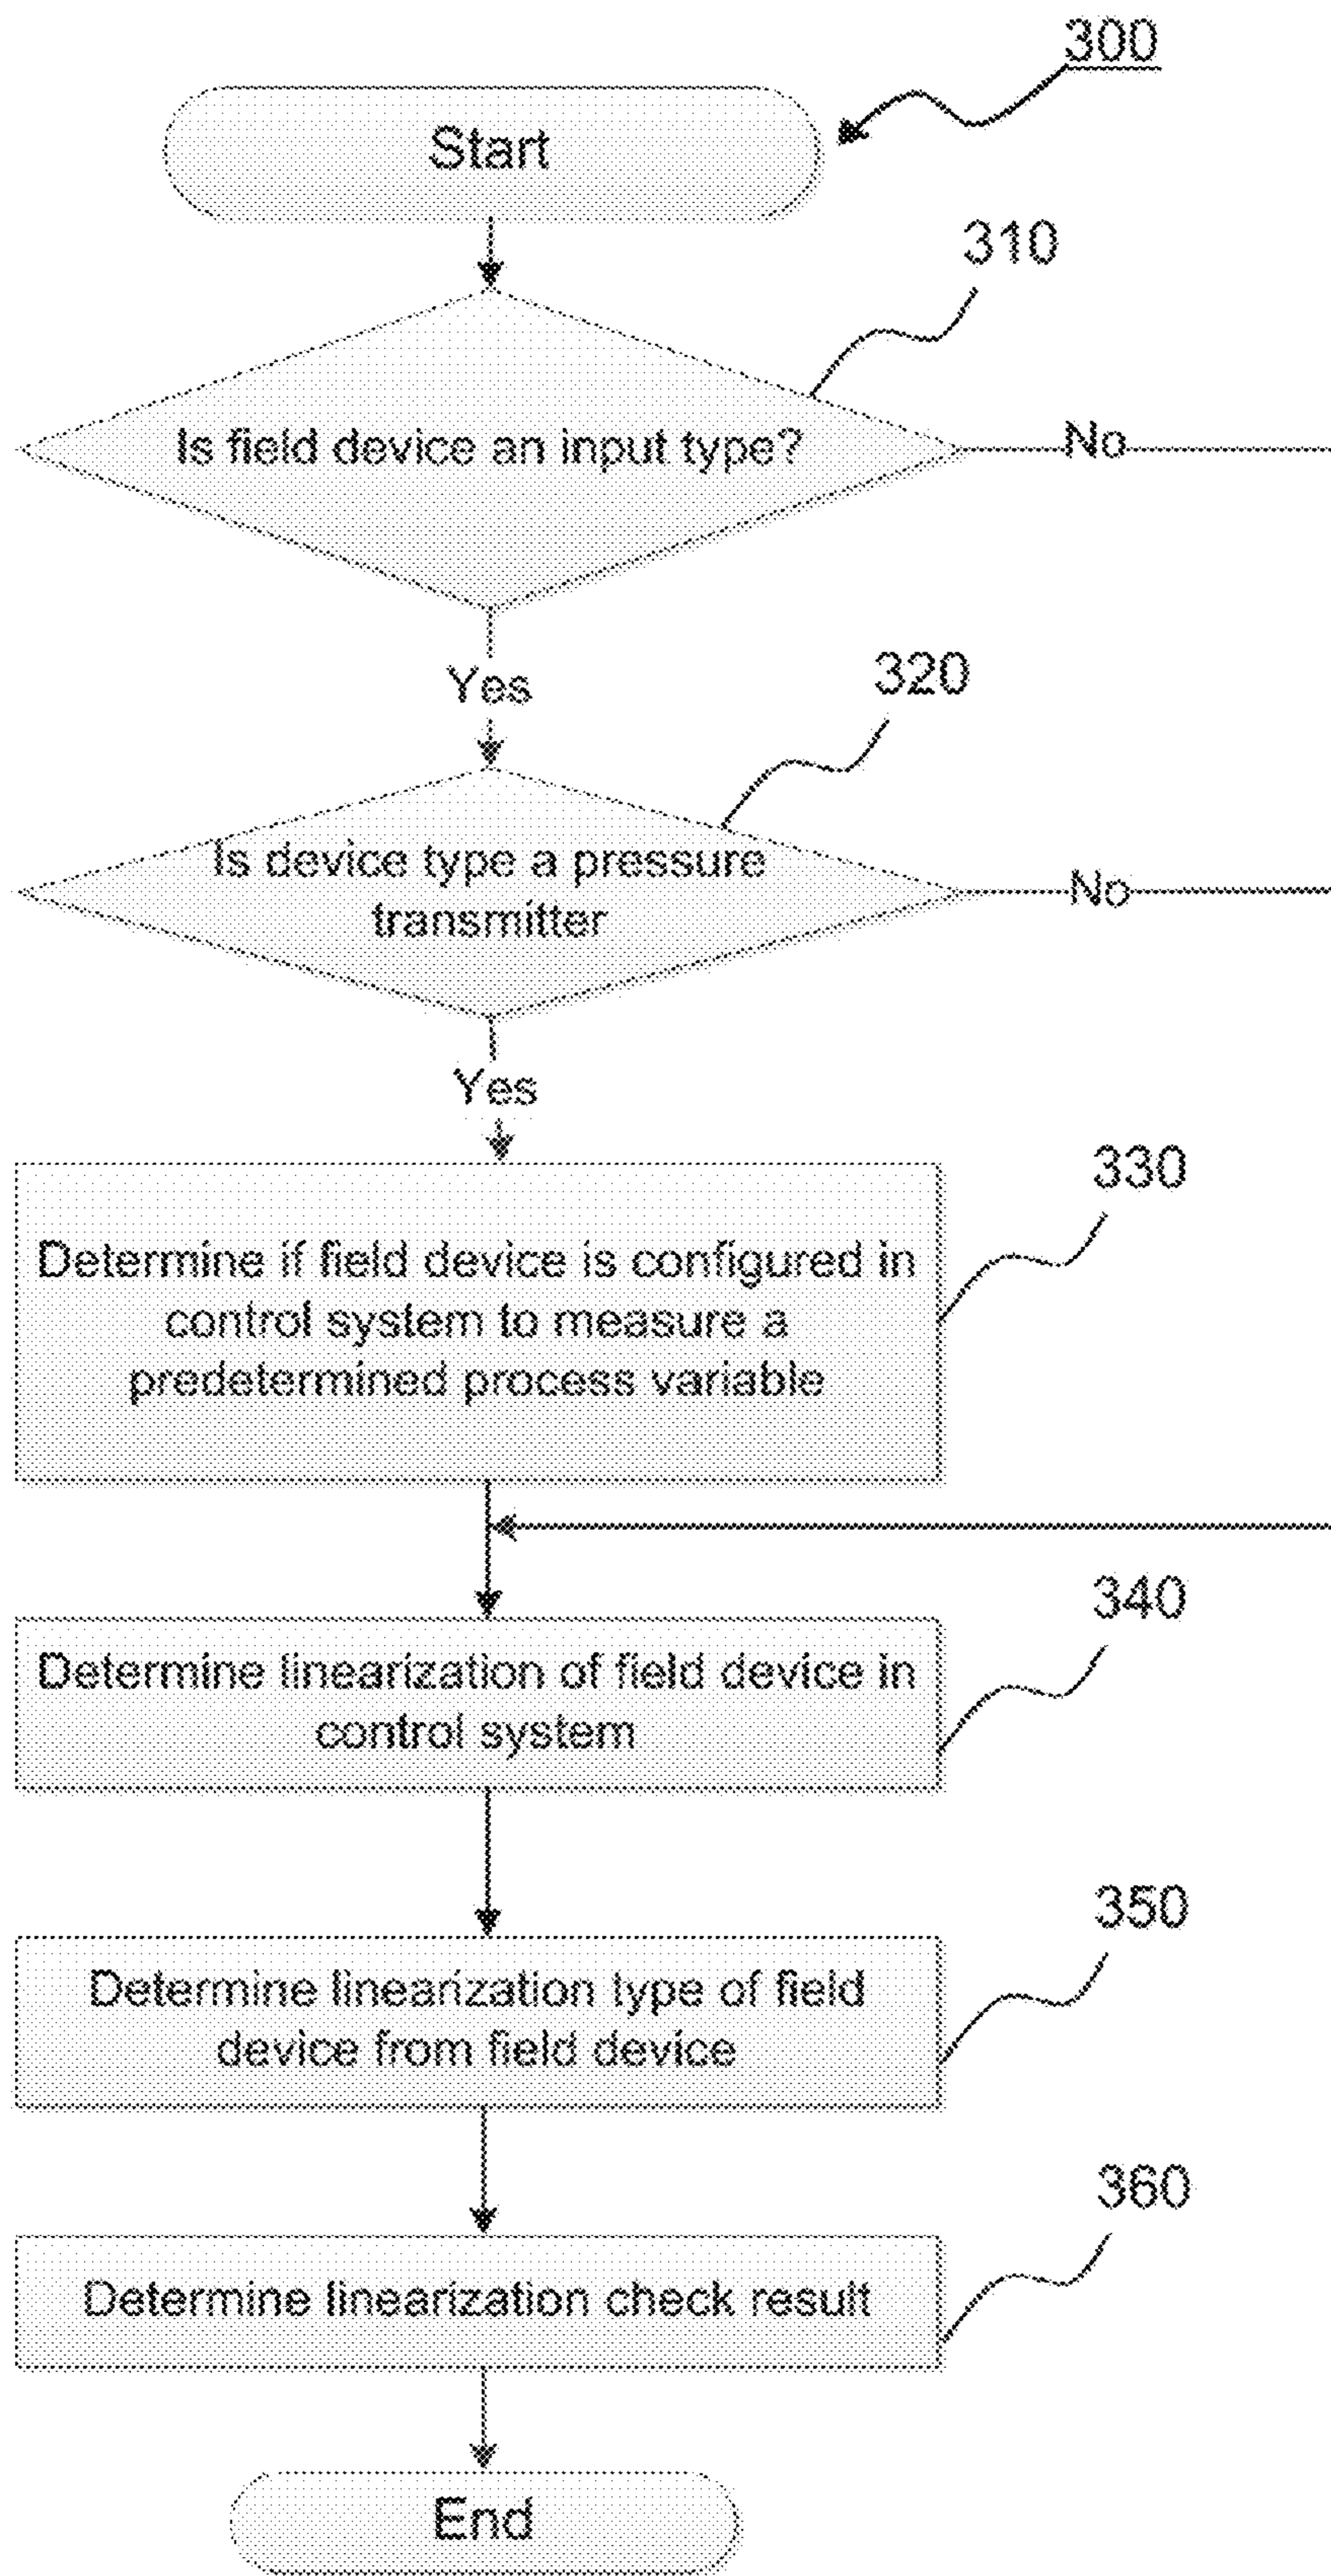 300
Start
310
Is field device an input type?
No
Yes
320
Is device type a pressure
transmitter
No
Yes
330
Determine if field device is configured in
control system to measure a
predetermined process variable
340
Determine linearization of field device in
control system
350
Determine linearization type of field
device from field device
360
Determine linearization check result
End